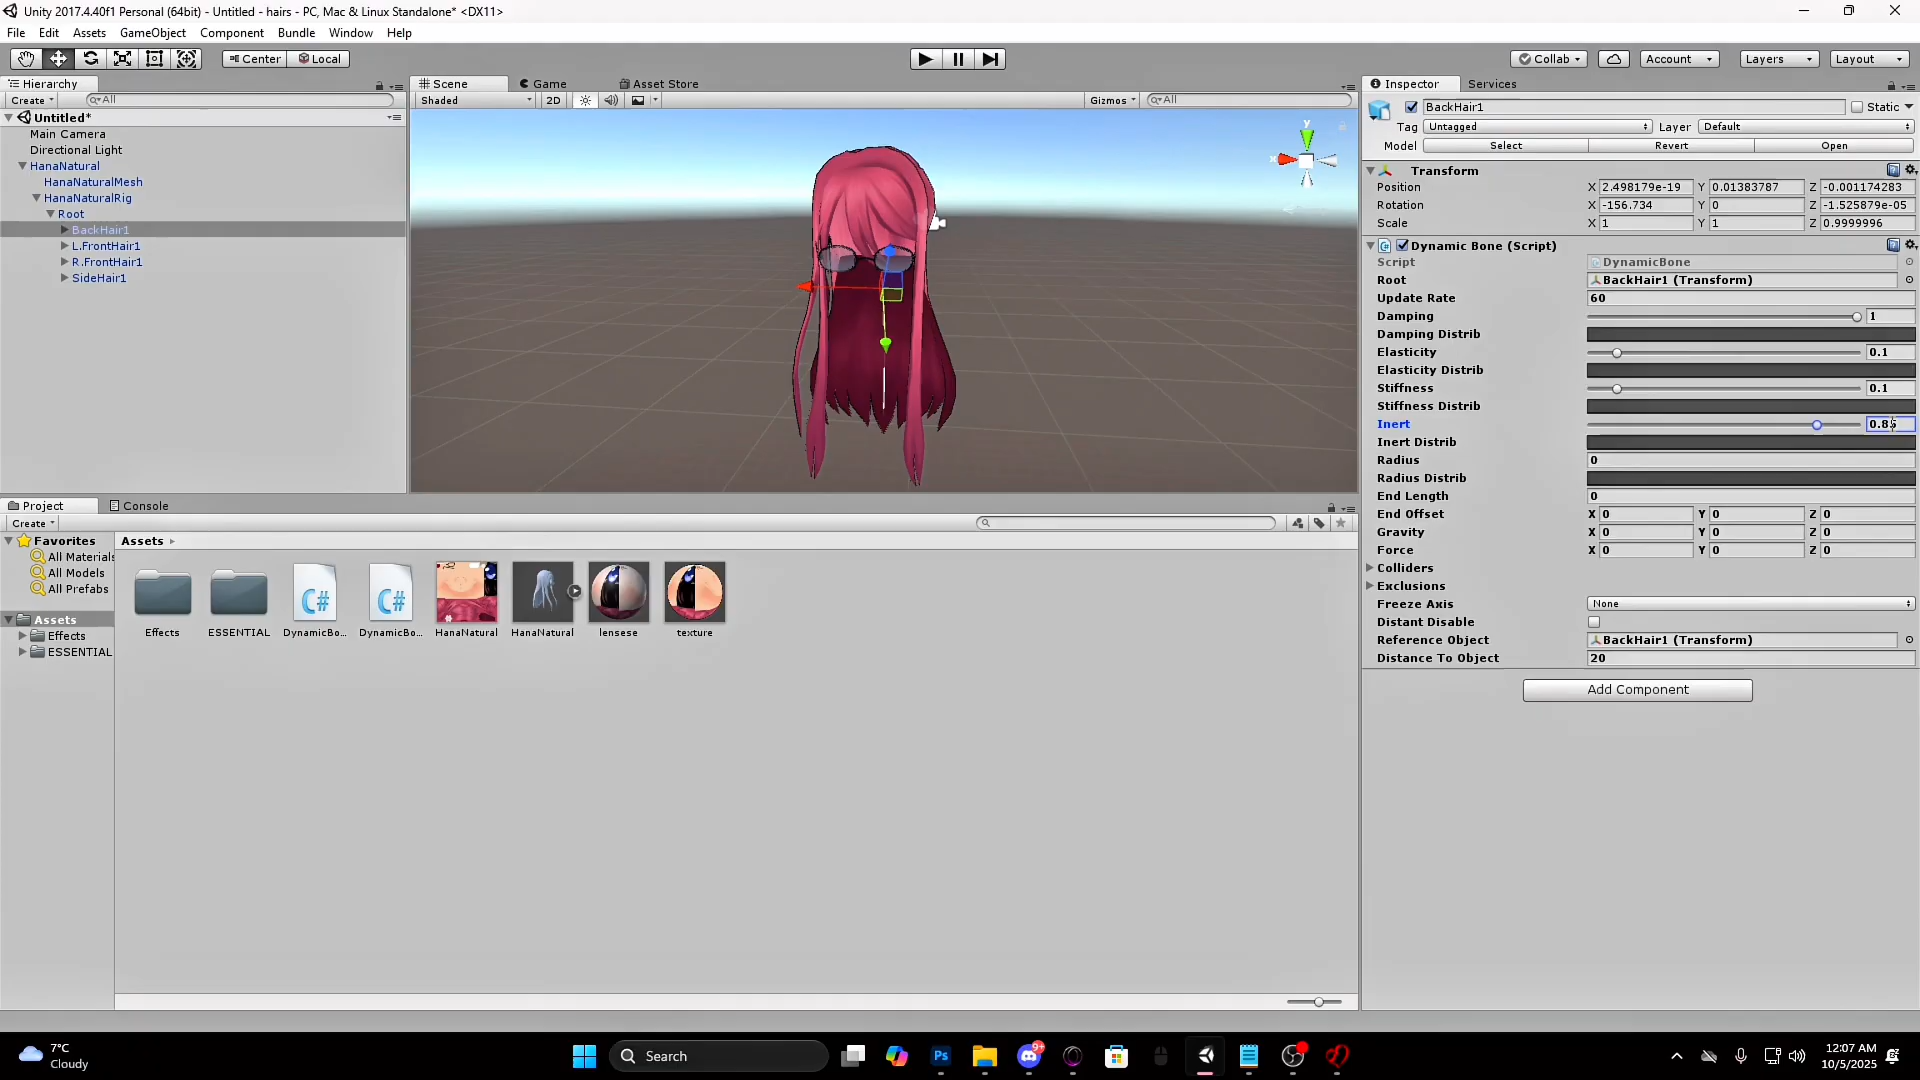 Unity 2017.4.40f1 Personal (64bit) - Untitled - hairs - PC, Mac & Linux Standalone* <DX11>
File Edit Assets GameObject Component Bundle Window Help
Center Local Collab Account Layers Layout
Hierarchy
Create All
Untitled*
Main Camera
Directional Light
HanaNatural
HanaNaturalMesh
HanaNaturalRig
Root
BackHair1
L.FrontHair1
R.FrontHair1
SideHair1
Scene Game Asset Store
Shaded 2D Gizmos All
y
x
Inspector Services
BackHair1 Static
Tag Untagged Layer Default
Model Select Revert Open
Transform
Position X 2.498179e-19 Y 0.01383787 Z -0.001174283
Rotation X -156.734 Y 0 Z -1.525879e-05
Scale X 1 Y 1 Z 0.9999996
Dynamic Bone (Script)
Script DynamicBone
Root BackHair1 (Transform)
Update Rate 60
Damping 1
Damping Distrib
Elasticity 0.1
Elasticity Distrib
Stiffness 0.1
Stiffness Distrib
Inert 0.85
Inert Distrib
Radius 0
Radius Distrib
End Length 0
End Offset X 0 Y 0 Z 0
Gravity X 0 Y 0 Z 0
Force X 0 Y 0 Z 0
Colliders
Exclusions
Freeze Axis None
Distant Disable
Reference Object BackHair1 (Transform)
Distance To Object 20
Add Component
Project Console
Create
Favorites
All Materials
All Models
All Prefabs
Assets
Effects
ESSENTIAL
Assets
Effects ESSENTIAL DynamicBo... DynamicBo... HanaNatural HanaNatural lensese texture
C# C#
7°C
Cloudy
Search
Ps
9+
12:07 AM
10/5/2025